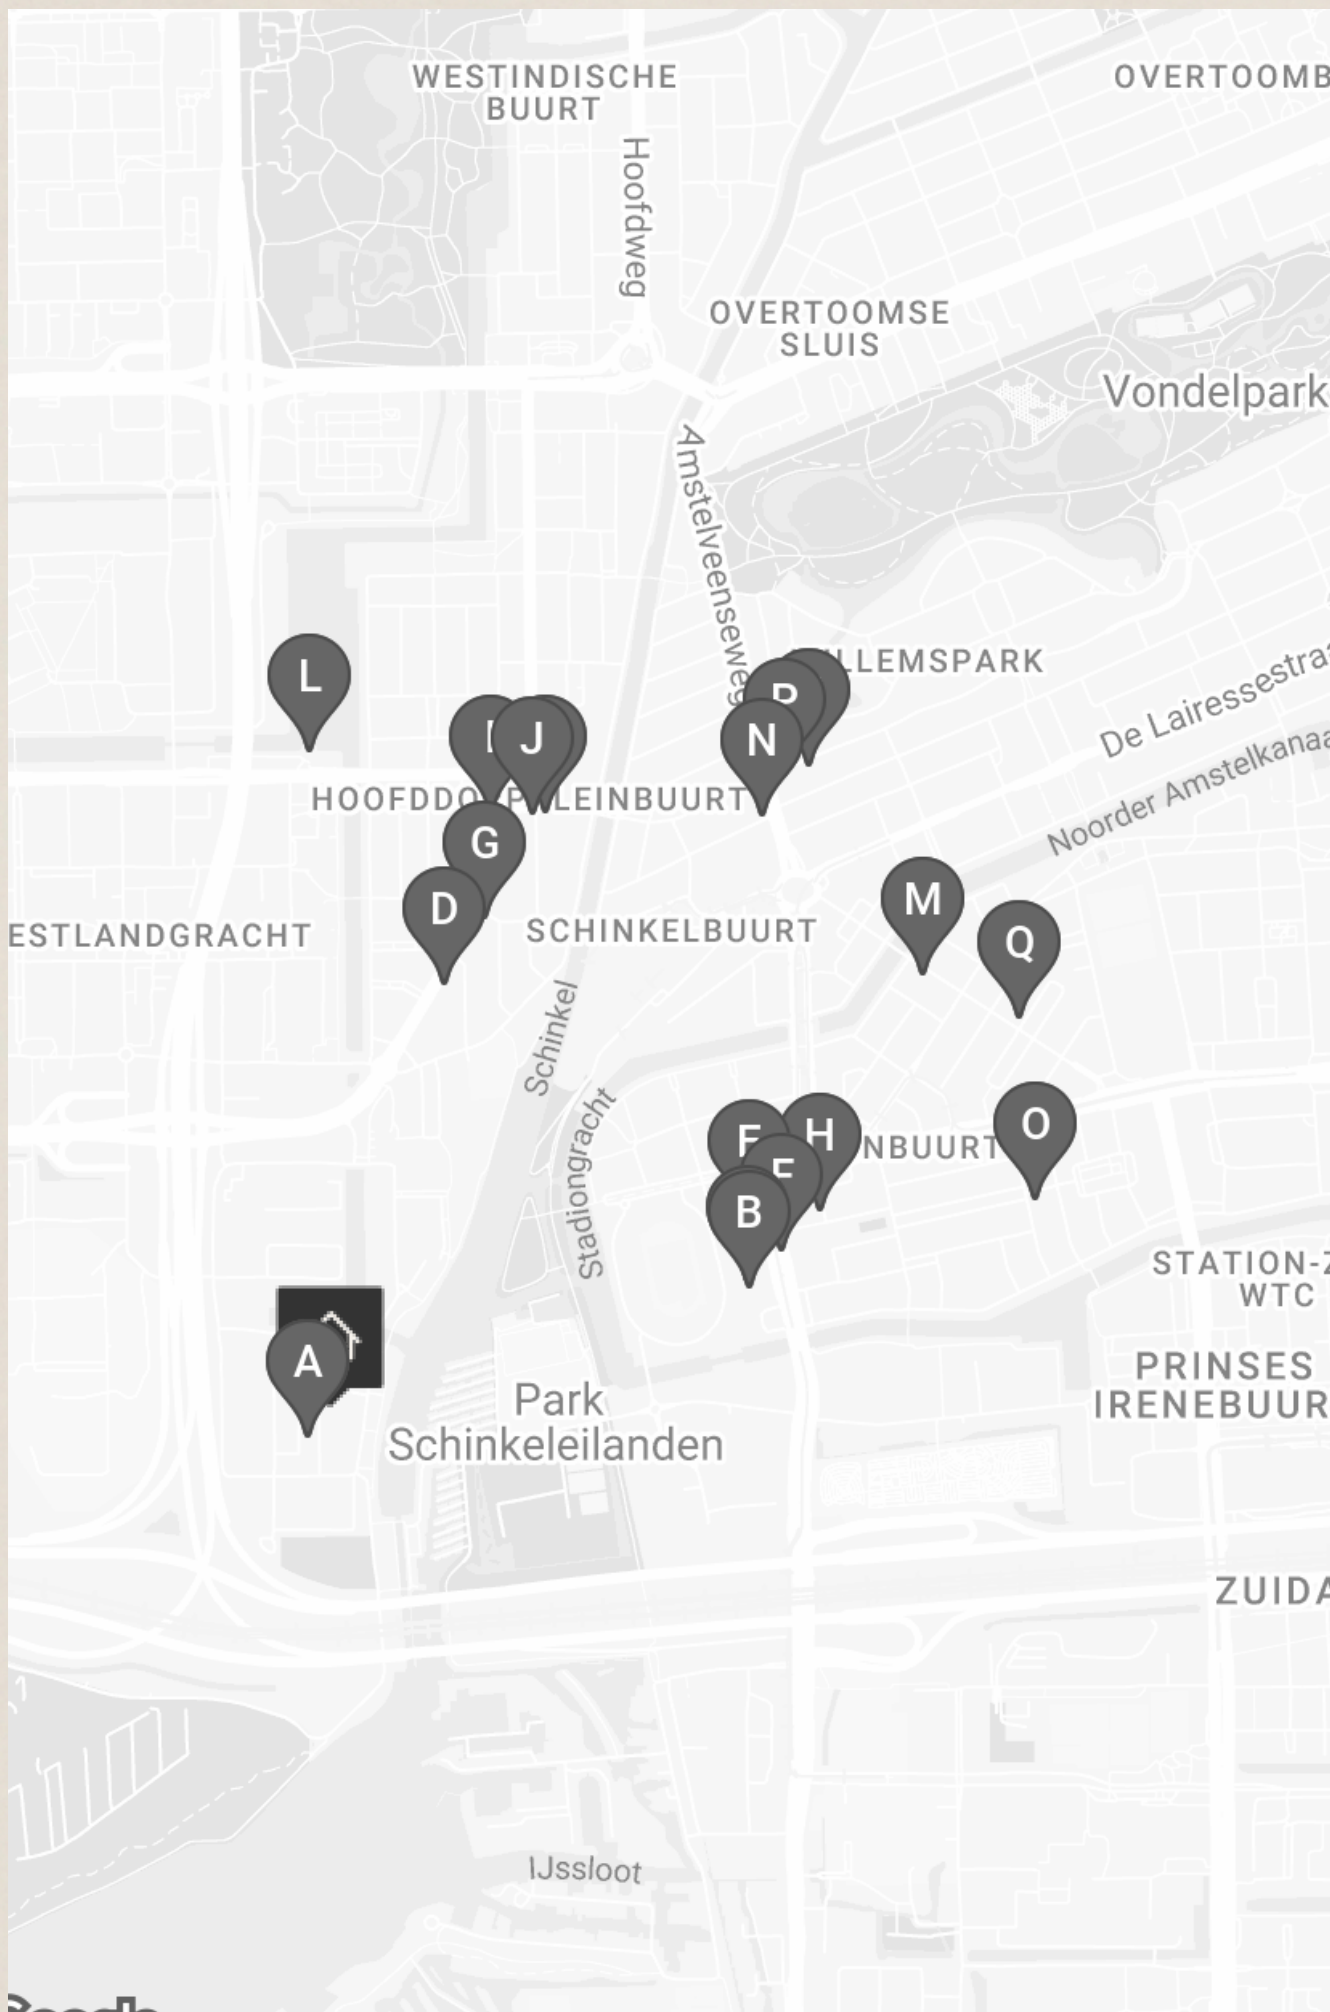 WESTINDISCHE
BUURT
OVERTOOMB
Hoofdweg
OVERTOOMSE
SLUIS
Vondelpark
Amstelveenseweg
LLEMSPARK
De Lairessestra
Noorder Amstelkanaa
L
J
P
N
HOOFDDO P LEINBUURT
G
D
M
Q
ESTLANDGRACHT
SCHINKELBUURT
Schinkel
Stadiongracht
H
O
NBUURT
B
STATION-Z
WTC
A
PRINSES
IRENEBUUR
Park
Schinkeleilanden
ZUIDA
IJssloot